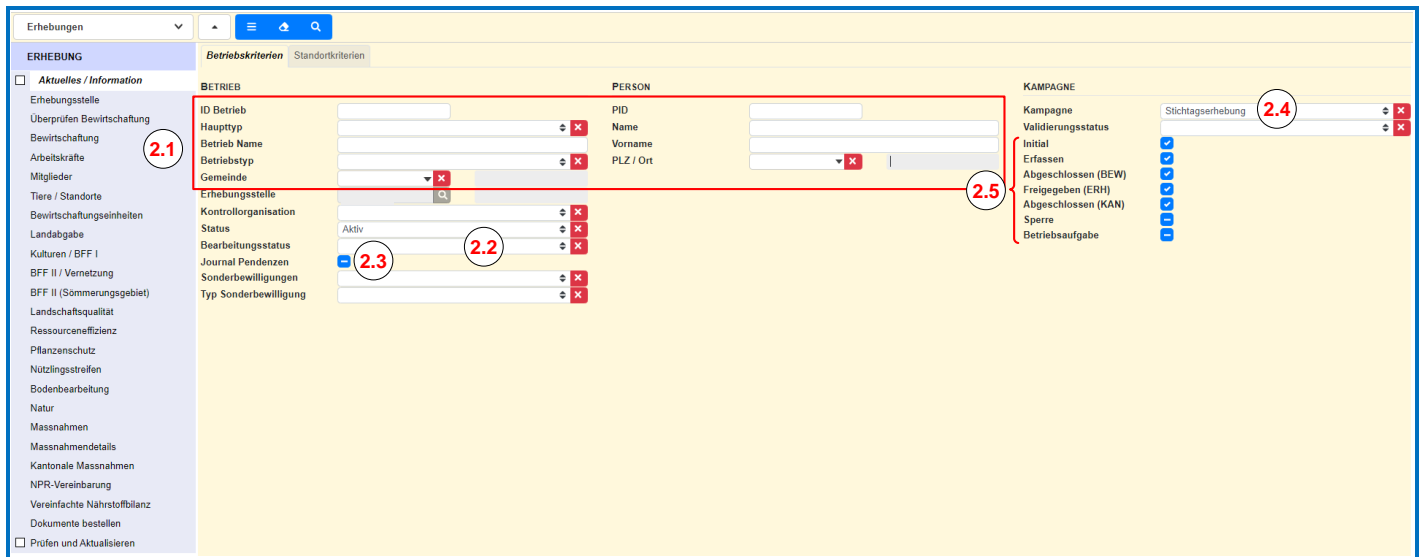 Erhebungen
ERHEBUNG
Aktuelles / Information
Erhebungsstelle
Überprüfen Bewirtschaftung
Bewirtschaftung
Arbeitskräfte
Mitglieder
Tiere / Standorte
Bewirtschaftungseinheiten
Landabgabe
Kulturen / BFF I
BFF II / Vernetzung
BFF II (Sömmerungsgebiet)
Landschaftsqualität
Ressourceneffizienz
Pflanzenschutz
Nützlingsstreifen
Bodenbearbeitung
Natur
Massnahmen
Massnahmendetails
Kantonale Massnahmen
NPR-Vereinbarung
Vereinfachte Nährstoffbilanz
Dokumente bestellen
Prüfen und Aktualisieren
Betriebskriterien Standortkriterien
BETRIEB
ID Betrieb
Haupttyp
Betrieb Name
Betriebstyp
Gemeinde
Erhebungsstelle
Kontrollorganisation
Status Aktiv
Bearbeitungsstatus
Journal Pendenzen
Sonderbewilligungen
Typ Sonderbewilligung
2.1
2.2
2.3
PERSON
PID
Name
Vorname
PLZ / Ort
KAMPAGNE
Kampagne Stichtagserhebung 2.4
Validierungsstatus
Initial
Erfassen
Abgeschlossen (BEW)
Freigegeben (ERH)
Abgeschlossen (KAN)
Sperre
Betriebsaufgabe
2.5